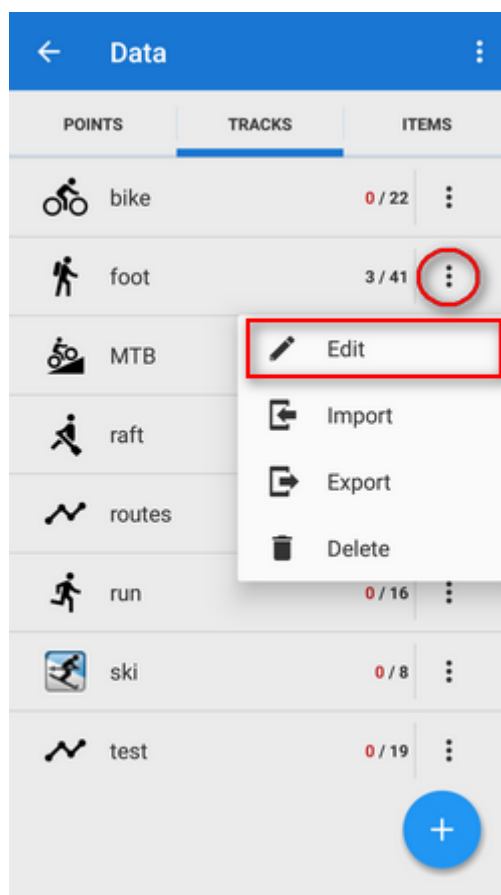 Data
POINTS TRACKS ITEMS
bike 0 / 22
foot 3 / 41
MTB
Edit
raft
Import
routes
Export
Delete
run 0 / 16
ski 0 / 8
test 0 / 19